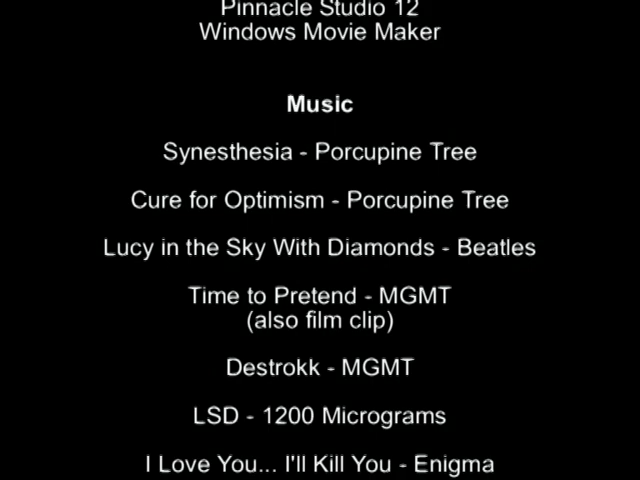 Pinnacle Studio 12
Windows Movie Maker
Music
Synesthesia - Porcupine Tree
Cure for Optimism - Porcupine Tree
Lucy in the Sky With Diamonds - Beatles
Time to Pretend - MGMT
(also film clip)
Destrokk - MGMT
LSD - 1200 Micrograms
I Love You... I'll Kill You - Enigma